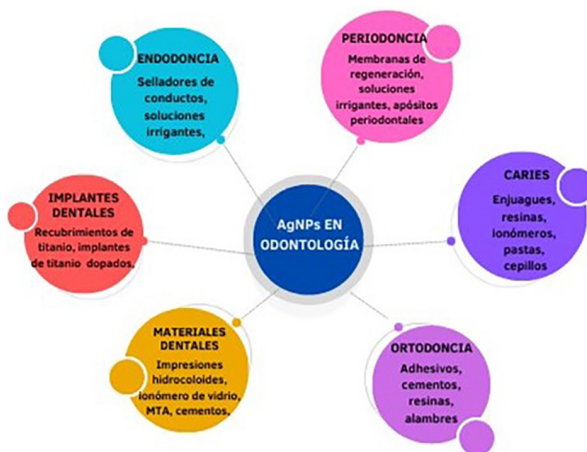 ENDODONCIA
Selladores de
conductos,
soluciones
irrigantes,
PERIODONCIA
Membranas de
regeneración,
soluciones
irrigantes, apósitos
periodontales
IMPLANTES
DENTALES
Recubrimientos de
titanio, implantes
de titanio dopados,
AgNPs EN
ODONTOLOGÍA
CARIES
Enjuagues,
resinas,
ionómeros,
pastas,
cepillos
MATERIALES
DENTALES
Impresiones
hidrocoloides,
ionómero de vidrio,
MTA, cementos,
ORTODONCIA
Adhesivos,
cementos,
resinas,
alambres